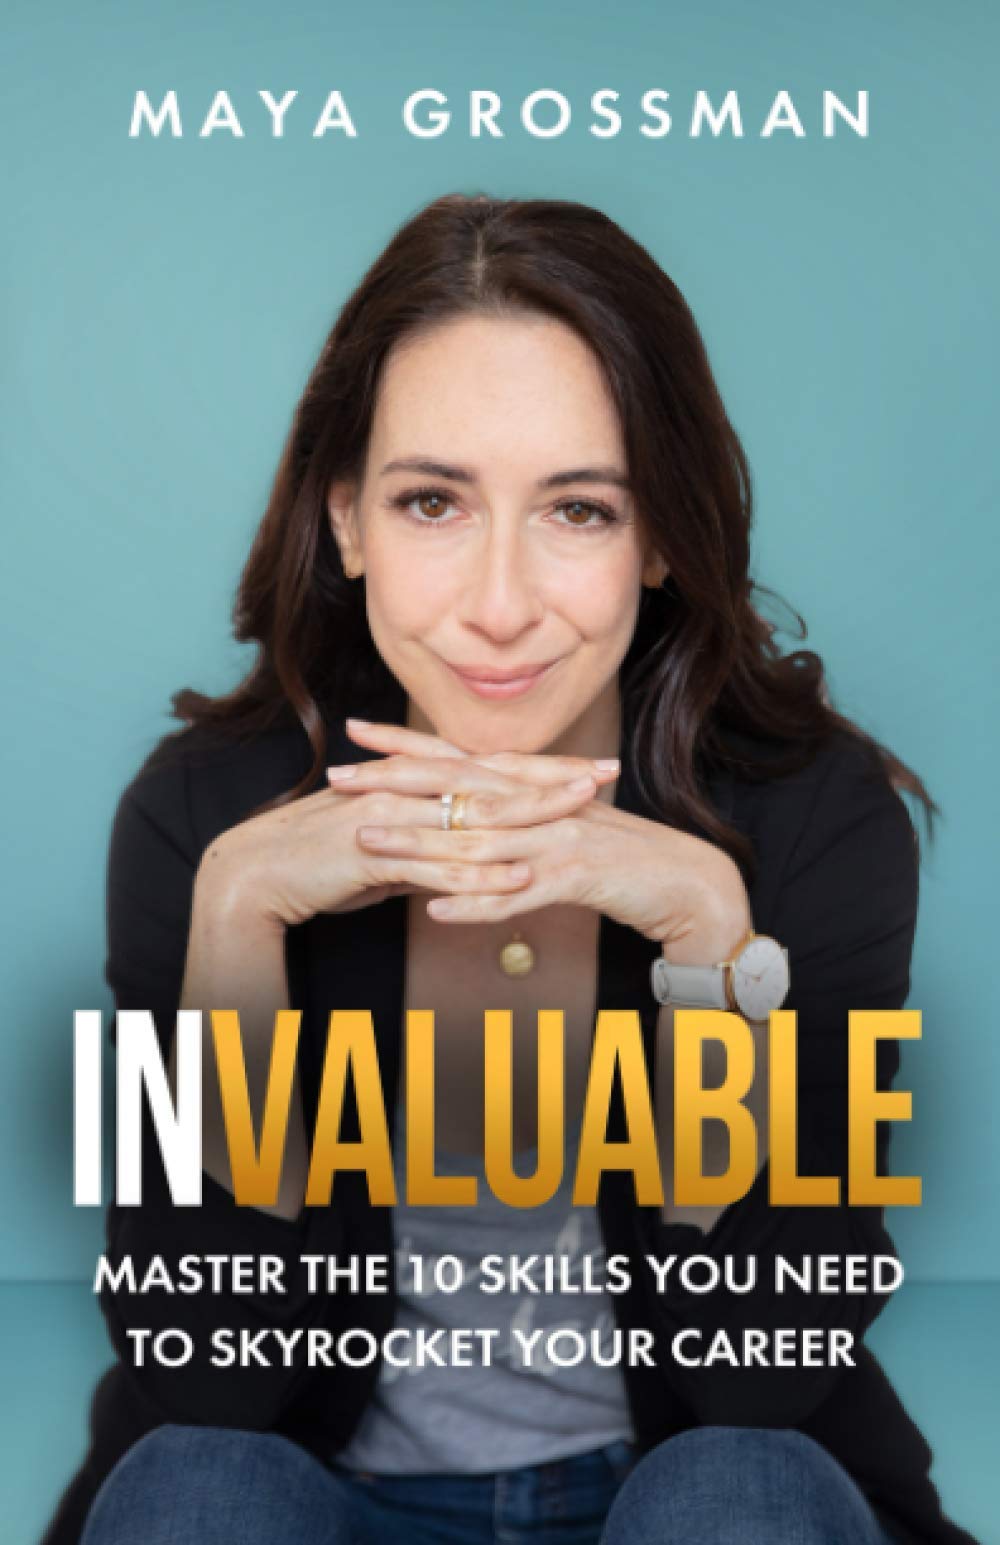 MAYA GROSSMAN
INVALUABLE
MASTER THE 10 SKILLS YOU NEED
TO SKYROCKET YOUR CAREER